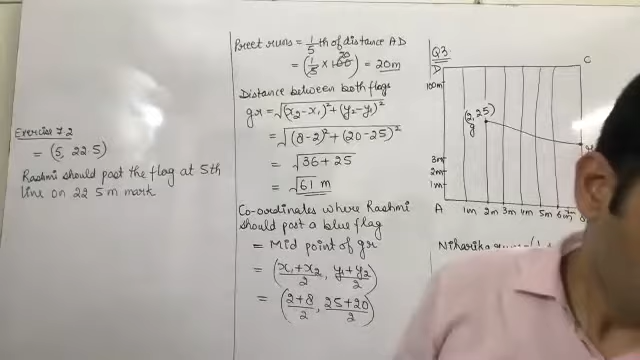 Exercise 7.2
= (5, 22.5)
Rashmi should post the flag at 5th
line on 22.5 m mark
Preet runs = 1/5 th of distance AD
= (1/5 × 100 20) = 20m
Distance between both flags
gr = √(x₂-x₁)²+(y₂-y₁)²
= √(8-2)²+(20-25)²
= √36+25
= √61 m
Co-ordinates where Rashmi
should post a blue flag
= Mid point of gr
= (x₁+x₂/2, y₁+y₂/2)
= (2+8/2, 25+20/2)
Q3.
D
C
100m
(2, 25)
g
3m
2m
1m
A
1m 2m 3m 4m 5m 6m